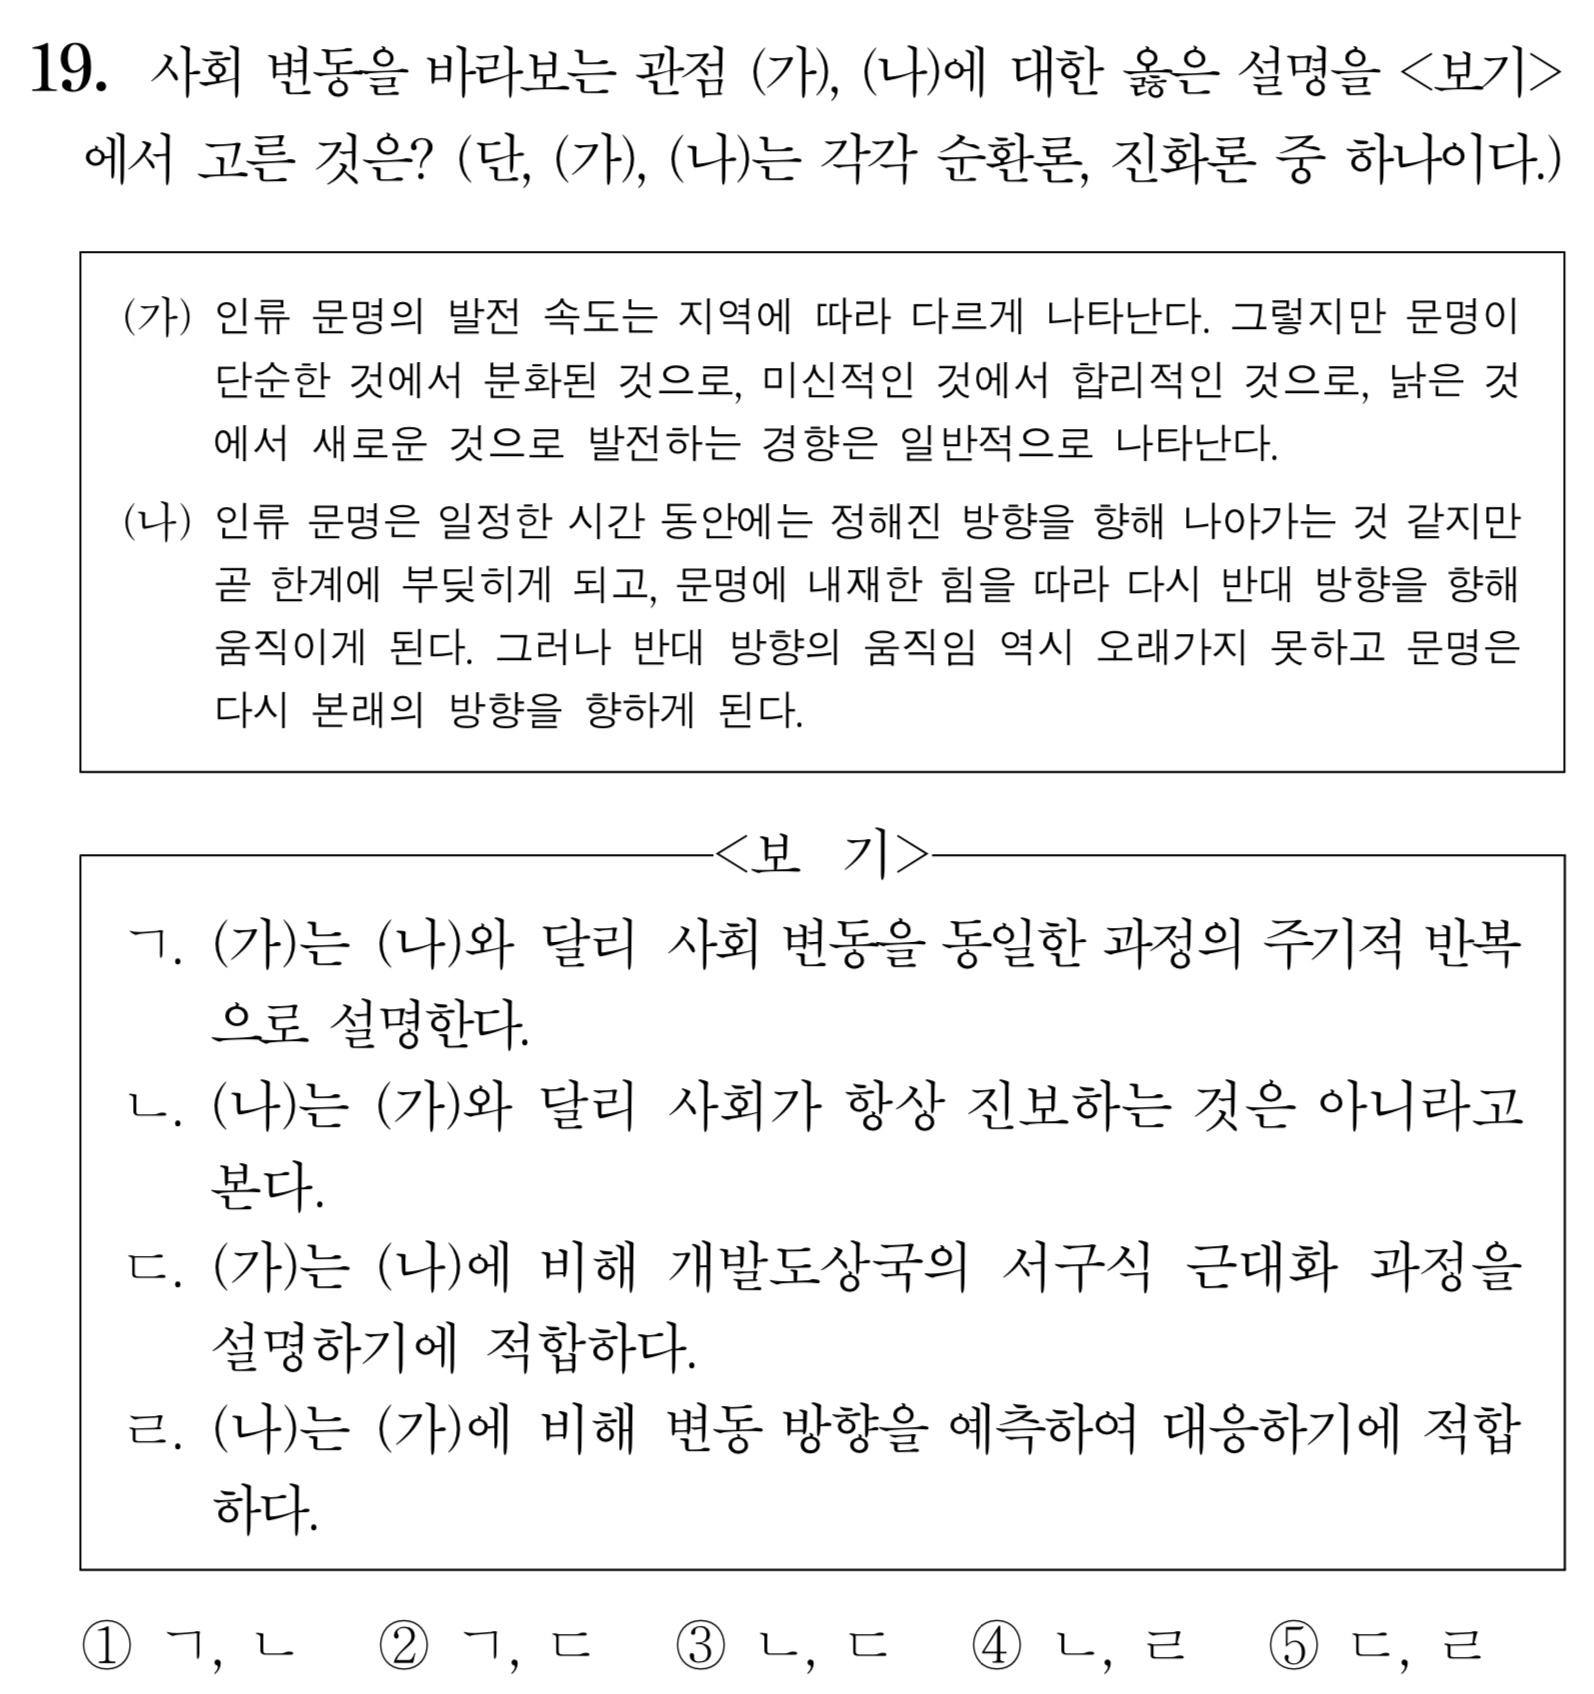 19. 사회 변동을 바라보는 관점 (가), (나)에 대한 옳은 설명을 <보기>
에서 고른 것은? (단, (가), (나)는 각각 순환론, 진화론 중 하나이다.)
(가) 인류 문명의 발전 속도는 지역에 따라 다르게 나타난다. 그렇지만 문명이
단순한 것에서 분화된 것으로, 미신적인 것에서 합리적인 것으로, 낡은 것
에서 새로운 것으로 발전하는 경향은 일반적으로 나타난다.
(나) 인류 문명은 일정한 시간 동안에는 정해진 방향을 향해 나아가는 것 같지만
곧 한계에 부딪히게 되고, 문명에 내재한 힘을 따라 다시 반대 방향을 향해
움직이게 된다. 그러나 반대 방향의 움직임 역시 오래가지 못하고 문명은
다시 본래의 방향을 향하게 된다.
<보 기>
ㄱ. (가)는 (나)와 달리 사회 변동을 동일한 과정의 주기적 반복
으로 설명한다.
ㄴ. (나)는 (가)와 달리 사회가 항상 진보하는 것은 아니라고
본다.
ㄷ. (가)는 (나)에 비해 개발도상국의 서구식 근대화 과정을
설명하기에 적합하다.
ㄹ. (나)는 (가)에 비해 변동 방향을 예측하여 대응하기에 적합
하다.
① ㄱ, ㄴ ② ㄱ, ㄷ ③ ㄴ, ㄷ ④ ㄴ, ㄹ ⑤ ㄷ, ㄹ